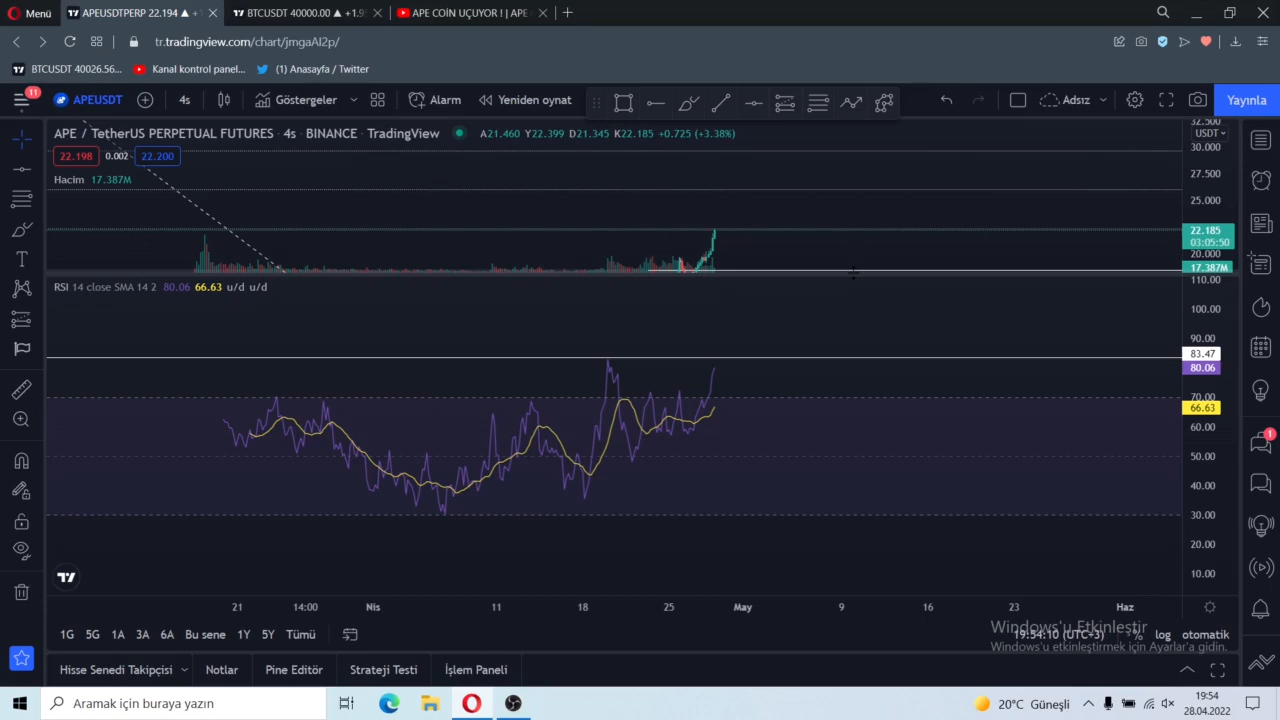 Menü
APEUSDTPERP 22.194 ▲ +
BTCUSDT 40000.00 ▲ +1.9
APE COİN UÇUYOR ! | APE
tr.tradingview.com/chart/jmgaAI2p/
BTCUSDT 40026.56...
Kanal kontrol panel...
(1) Anasayfa / Twitter
11
APEUSDT
4s
Göstergeler
Alarm
Yeniden oynat
Adsız
Yayınla
APE / TetherUS PERPETUAL FUTURES · 4s · BINANCE · TradingView
A21.460 Y22.399 D21.345 K22.185 +0.725 (+3.38%)
22.198
0.002
22.200
Hacim 17.387M
32.500
USDT
30.000
27.500
25.000
22.185
03:05:50
20.000
17.387M
RSI 14 close SMA 14 2 80.06 66.63 u/d u/d
110.00
100.00
90.00
83.47
80.06
70.00
66.63
60.00
50.00
40.00
30.00
20.00
10.00
1
21
14:00
Nis
11
18
25
May
9
16
23
Haz
1G
5G
1A
3A
6A
Bu sene
1Y
5Y
Tümü
19:54:10 (UTC+3)
%
log
otomatik
Windows'u Etkinleştir
Windows'u etkinleştirmek için Ayarlar'a gidin.
Hisse Senedi Takipçisi
Notlar
Pine Editör
Strateji Testi
İşlem Paneli
Aramak için buraya yazın
20°C Güneşli
19:54
28.04.2022